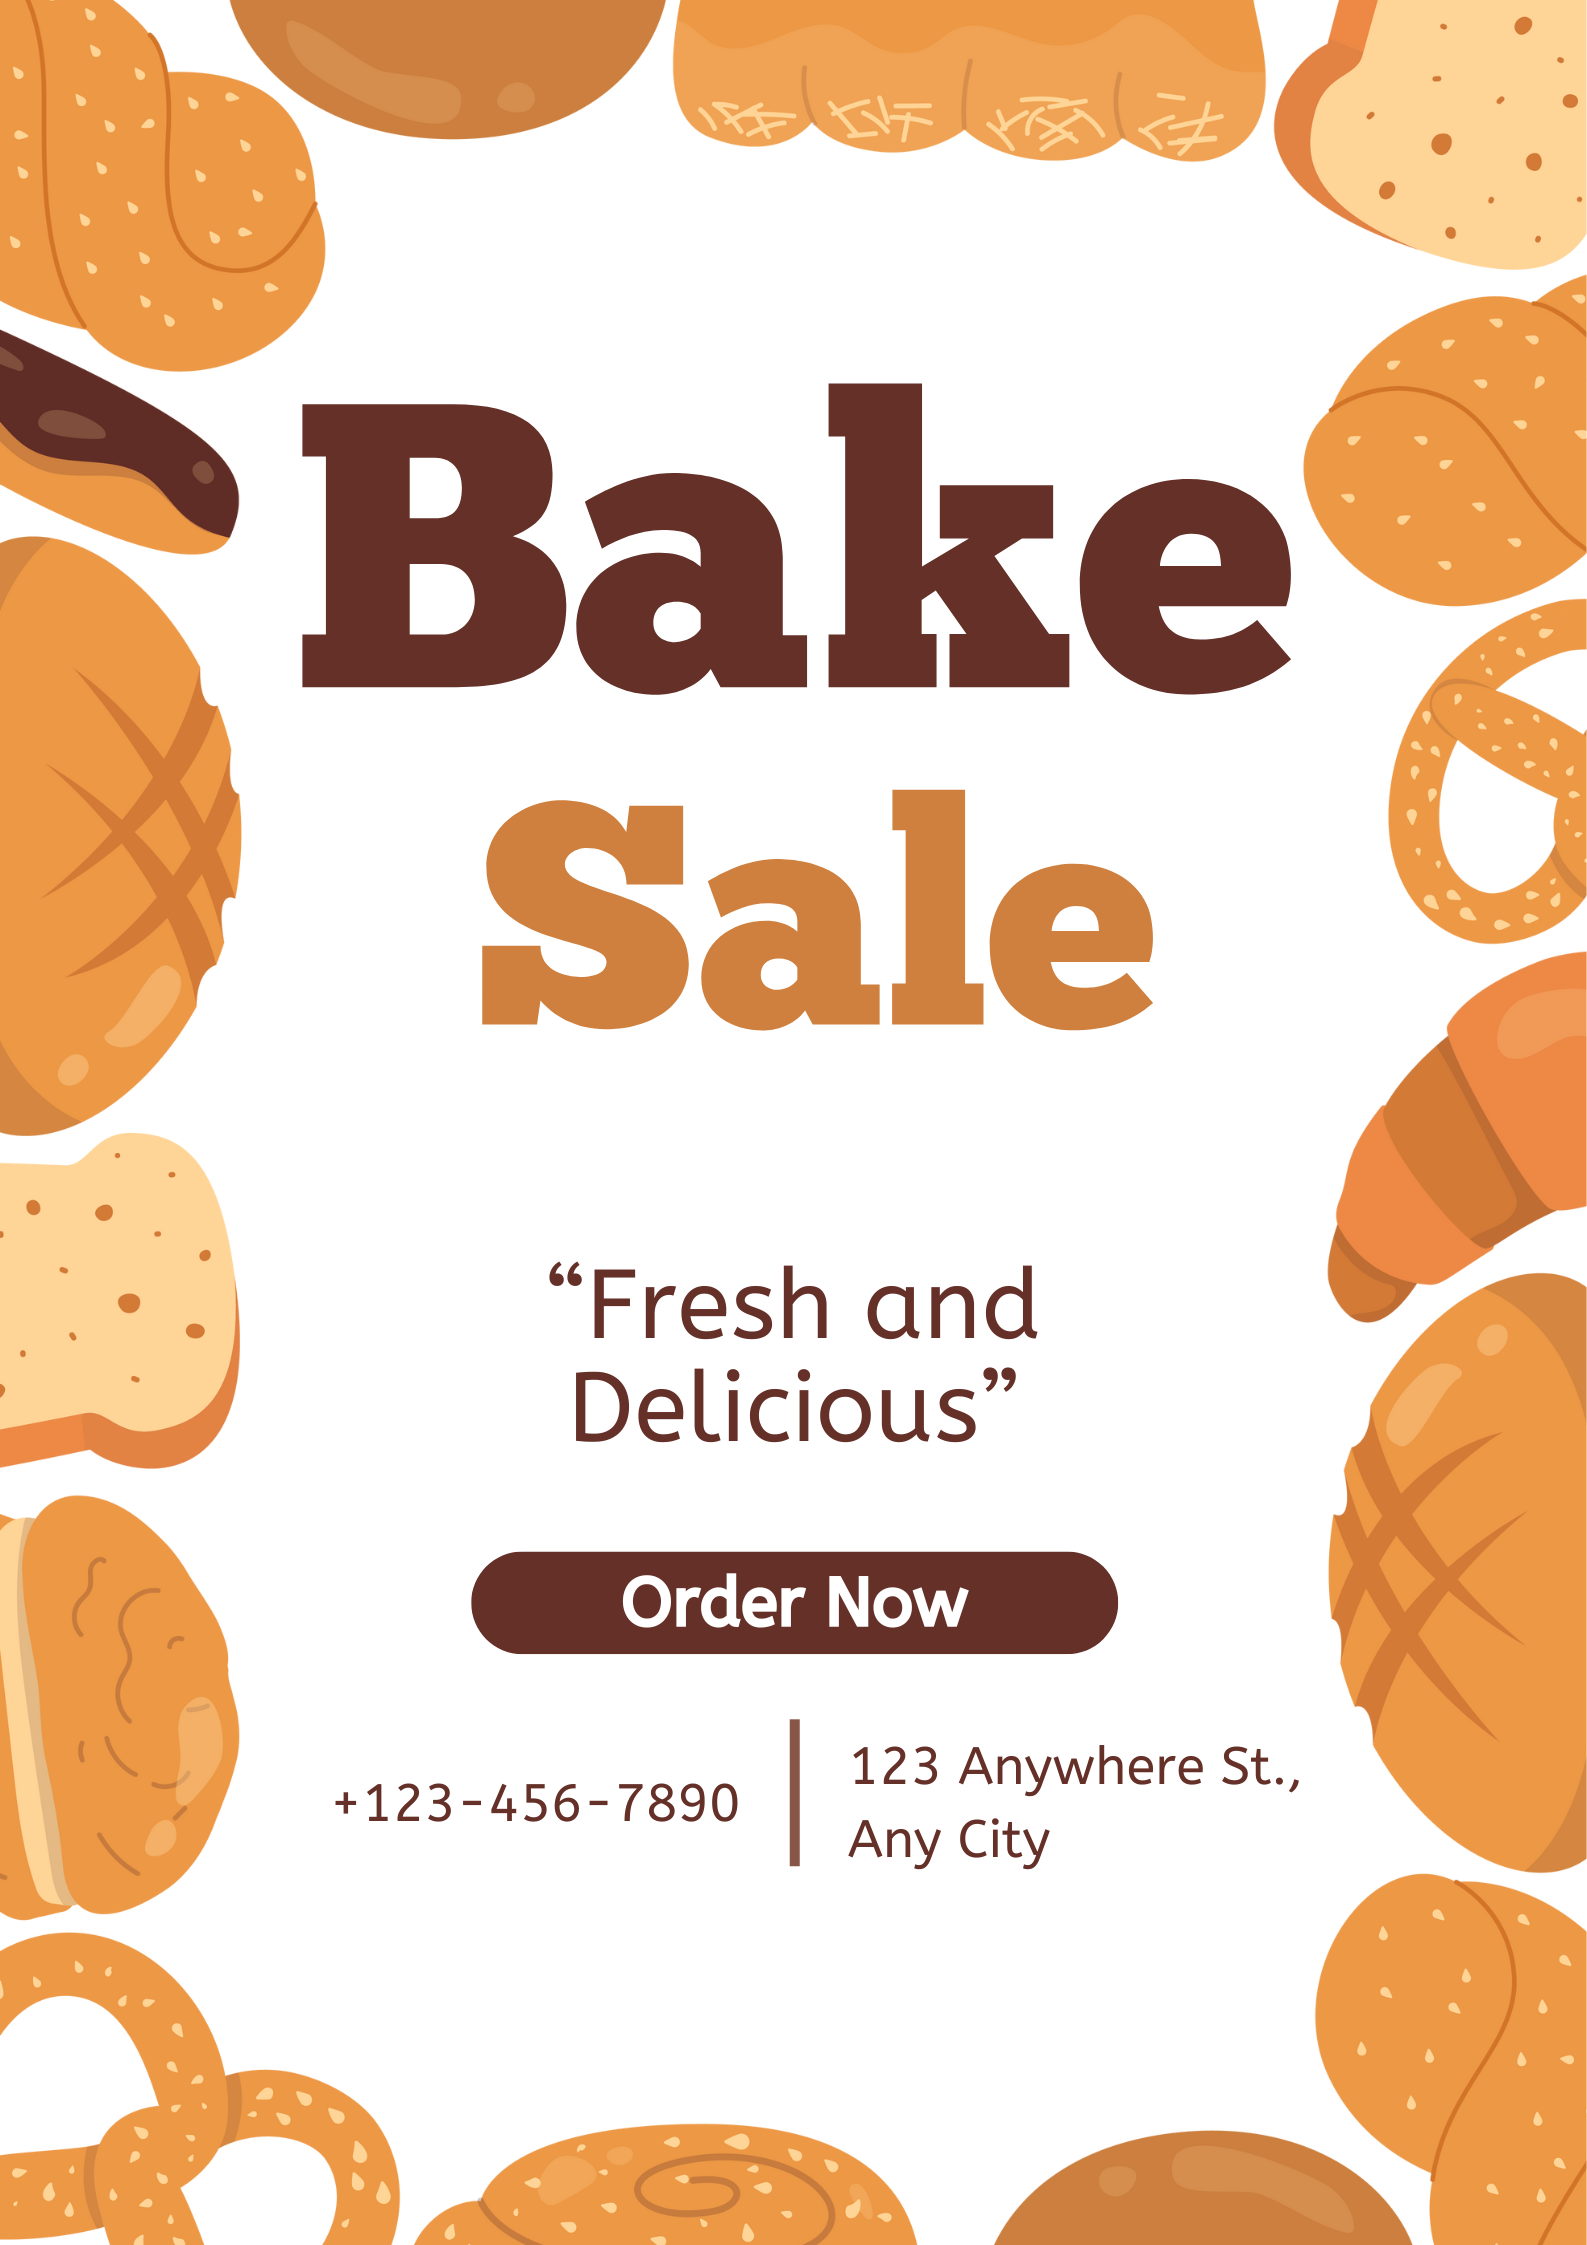 Bake
Sale
“Fresh and
Delicious”
Order Now
+123-456-7890
123 Anywhere St.,
Any City